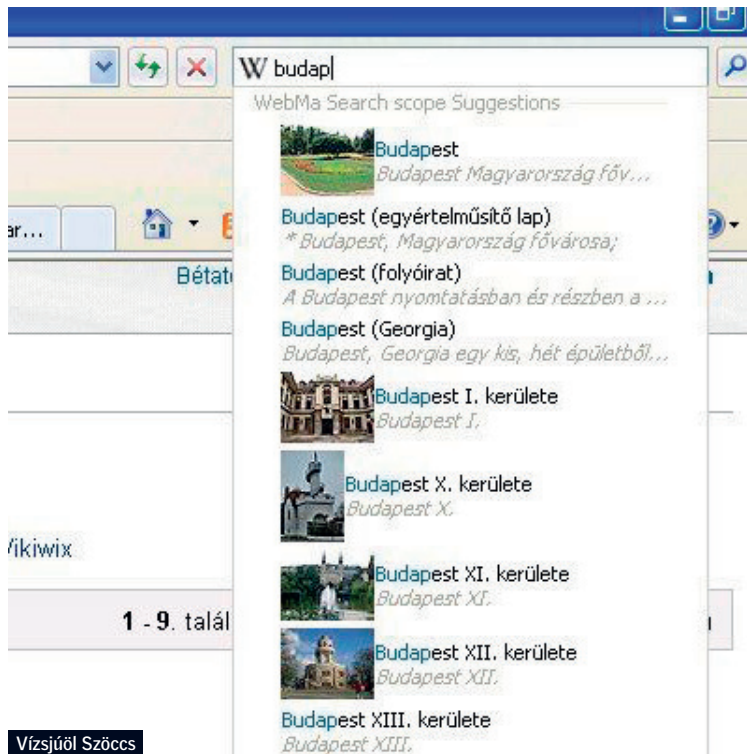 W budap
WebMa Search scope Suggestions
Budapest
Budapest Magyarország főv...
ar...
Budapest (egyértelműsítő lap)
* Budapest, Magyarország fővárosa;
Bétat
Budapest (folyóirat)
A Budapest nyomtatásban és részben a ...
Budapest (Georgia)
Budapest, Georgia egy kis, hét épületből...
Budapest I. kerülete
Budapest I.
Budapest X. kerülete
Budapest X.
/ikiwix
Budapest XI. kerülete
Budapest XI.
1 - 9. talál
Budapest XII. kerülete
Budapest XII.
Budapest XIII. kerülete
Budapest XIII.
Vízsjúöl Szöccs